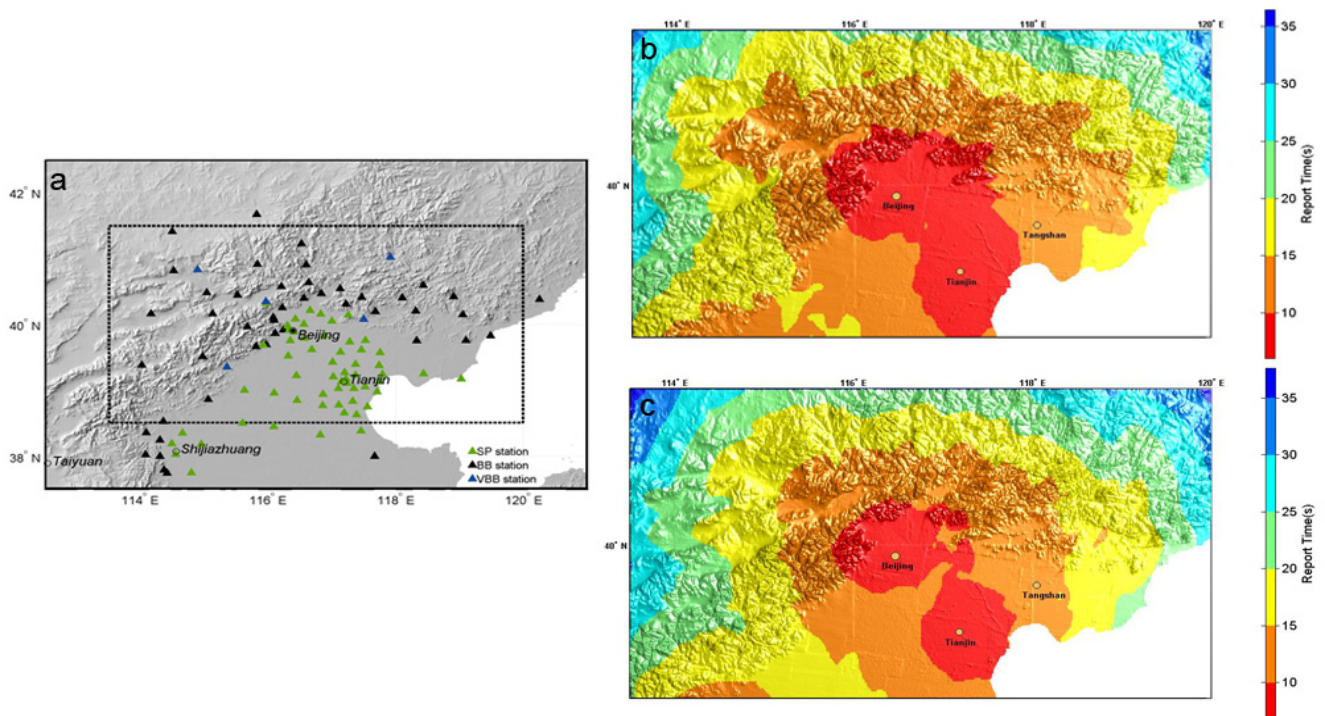 a
42° N
40° N
38° N
114° E
116° E
118° E
120° E
Beijing
Tianjin
Shijiazhuang
Taiyuan
SP station
BB station
VBB station
b
114° E
116° E
118° E
120° E
40° N
Beijing
Tangshan
Tianjin
35
30
25
20
15
10
Report Time(s)
c
114° E
116° E
118° E
120° E
40° N
Beijing
Tangshan
Tianjin
35
30
25
20
15
10
Report Time(s)